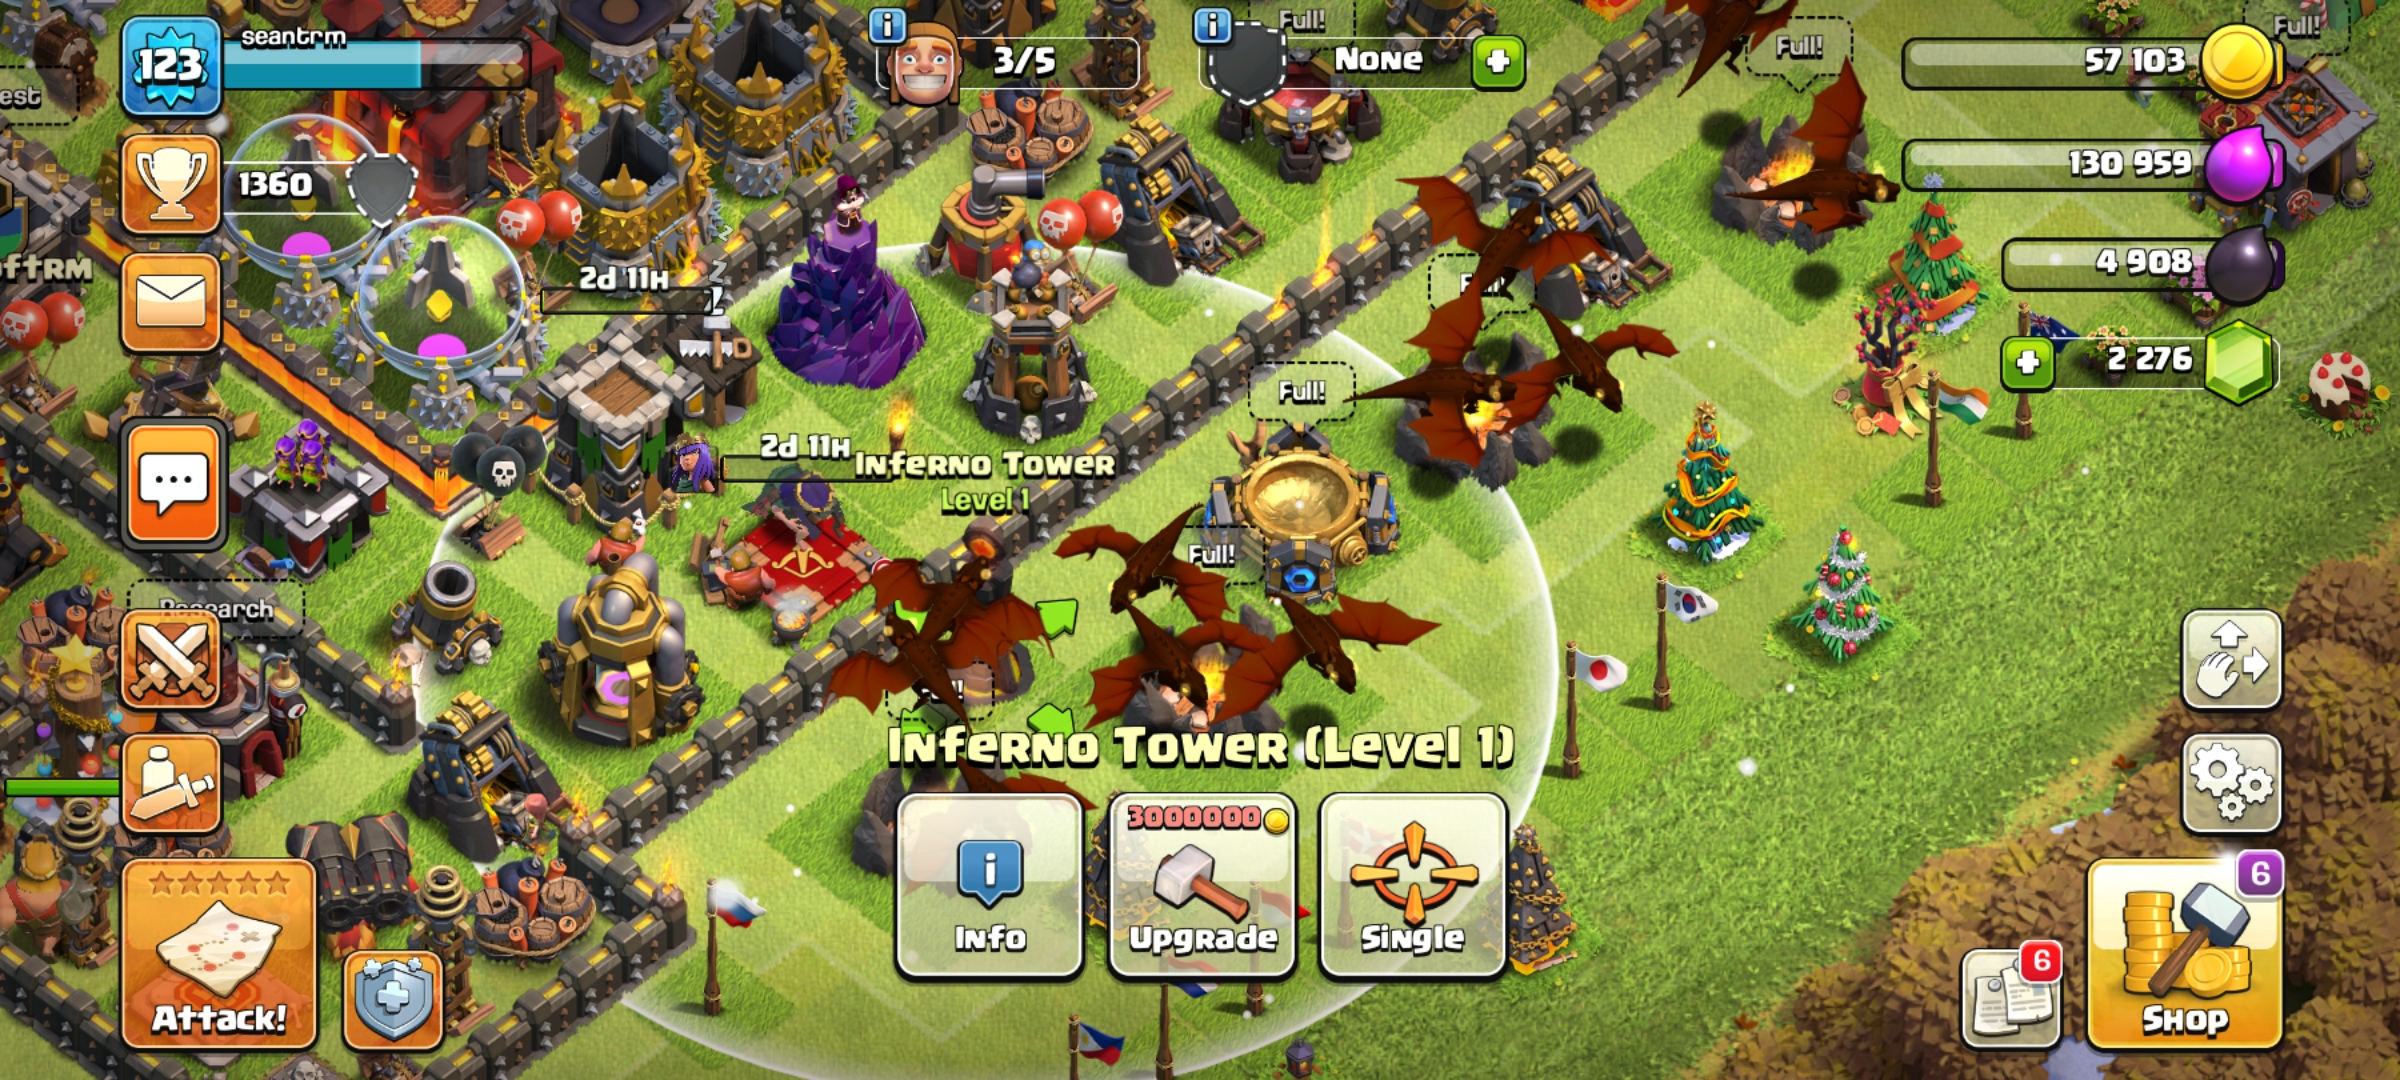 Full!
Full!
seantrm
123
3/5
None
Full!
57 103
est
130 959
1360
4 908
ftRM
2d 11H
2 276
Full!
2d 11H
Inferno Tower
Level 1
Full!
Research
Inferno Tower (Level 1)
3000000
Info
Upgrade
Single
6
6
Attack!
Shop